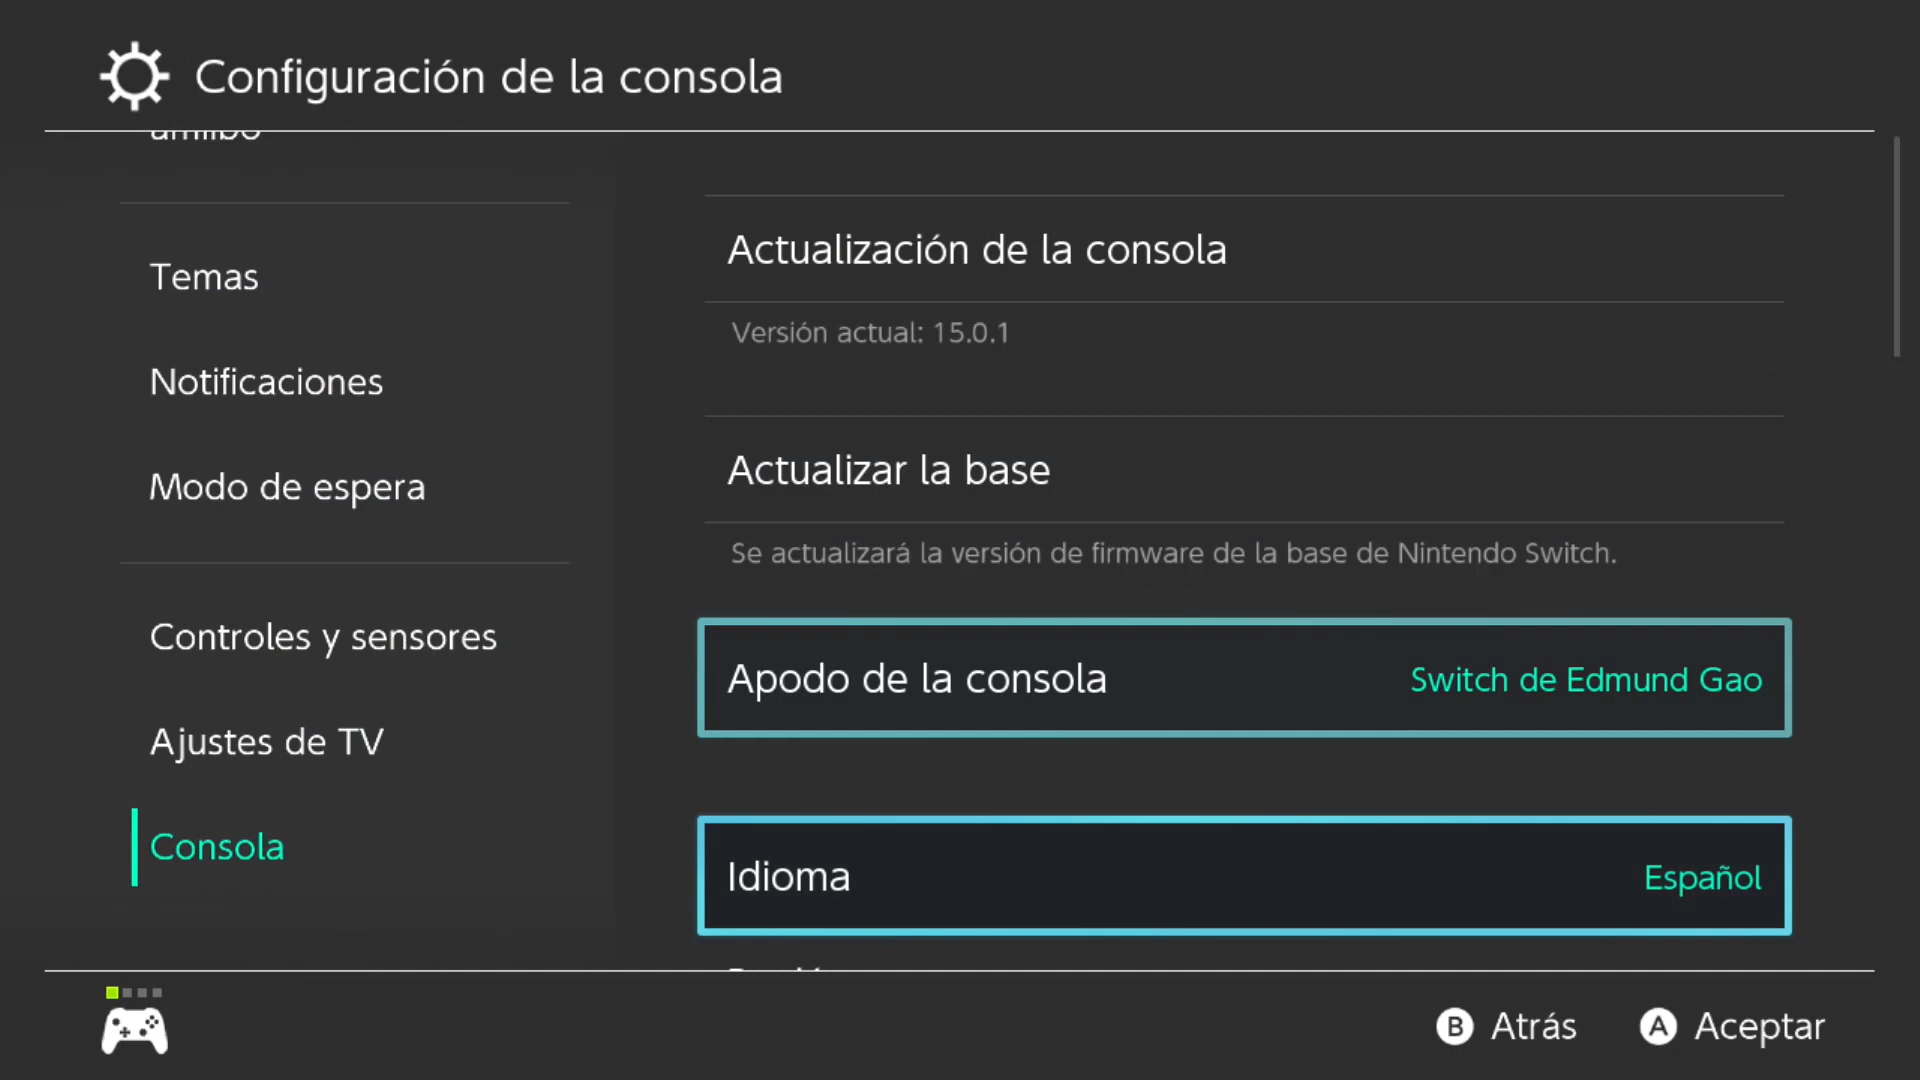 Configuración de la consola
amiibo
Temas
Notificaciones
Modo de espera
Controles y sensores
Ajustes de TV
Consola
Actualización de la consola
Versión actual: 15.0.1
Actualizar la base
Se actualizará la versión de firmware de la base de Nintendo Switch.
Apodo de la consola Switch de Edmund Gao
Idioma Español
B Atrás A Aceptar